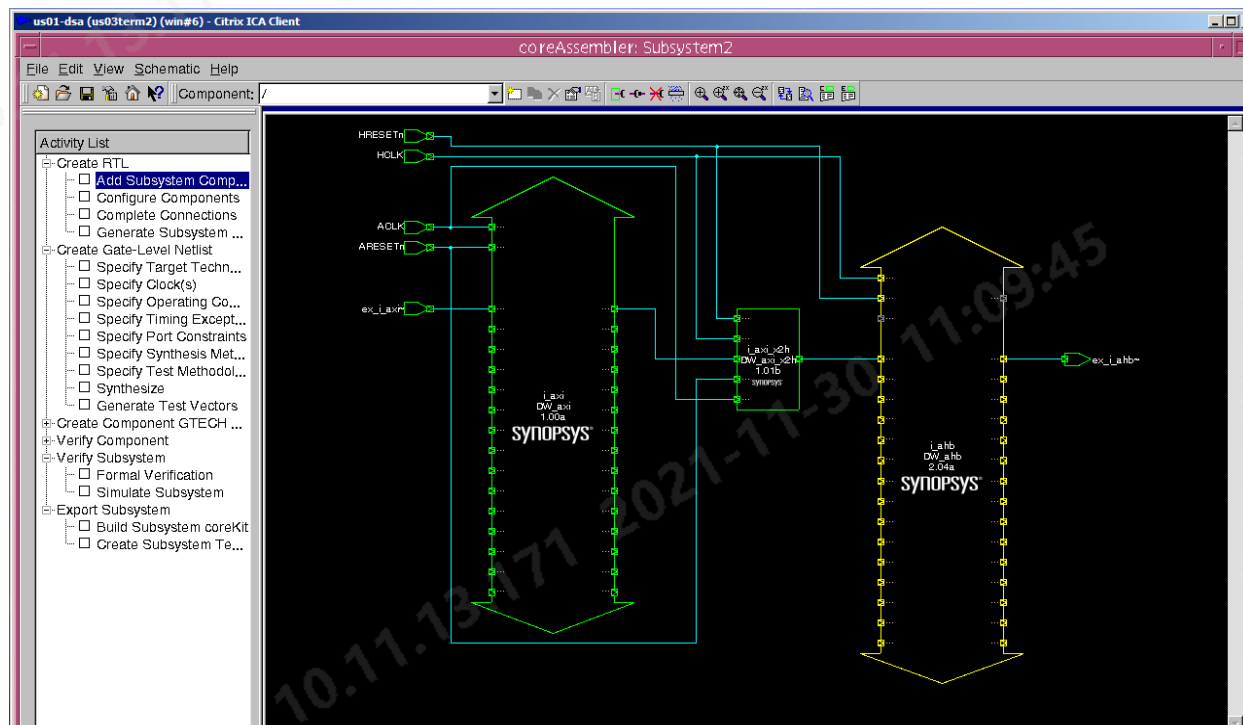 us01-dsa (us03term2) (win#6) - Citrix ICA Client
coreAssembler: Subsystem2
File Edit View Schematic Help
Component: /
Activity List
Create RTL
Add Subsystem Comp...
Configure Components
Complete Connections
Generate Subsystem ...
Create Gate-Level Netlist
Specify Target Techn...
Specify Clock(s)
Specify Operating Co...
Specify Timing Except...
Specify Port Constraints
Specify Synthesis Met...
Specify Test Methodol...
Synthesize
Generate Test Vectors
Create Component GTECH ...
Verify Component
Verify Subsystem
Formal Verification
Simulate Subsystem
Export Subsystem
Build Subsystem coreKit
Create Subsystem Te...
HRESETn
HCLK
ACLK
ARESETn
ex_i_axr~
i_axi
DW_axi
1.00a
SYNOPSYS®
i_axi_x2h
DW_axi_x2h
1.01b
SYNOPSYS®
i_ahb
DW_ahb
2.04a
SYNOPSYS®
ex_i_ahb~
10.11.13.171 2021-11-30 11:09:45